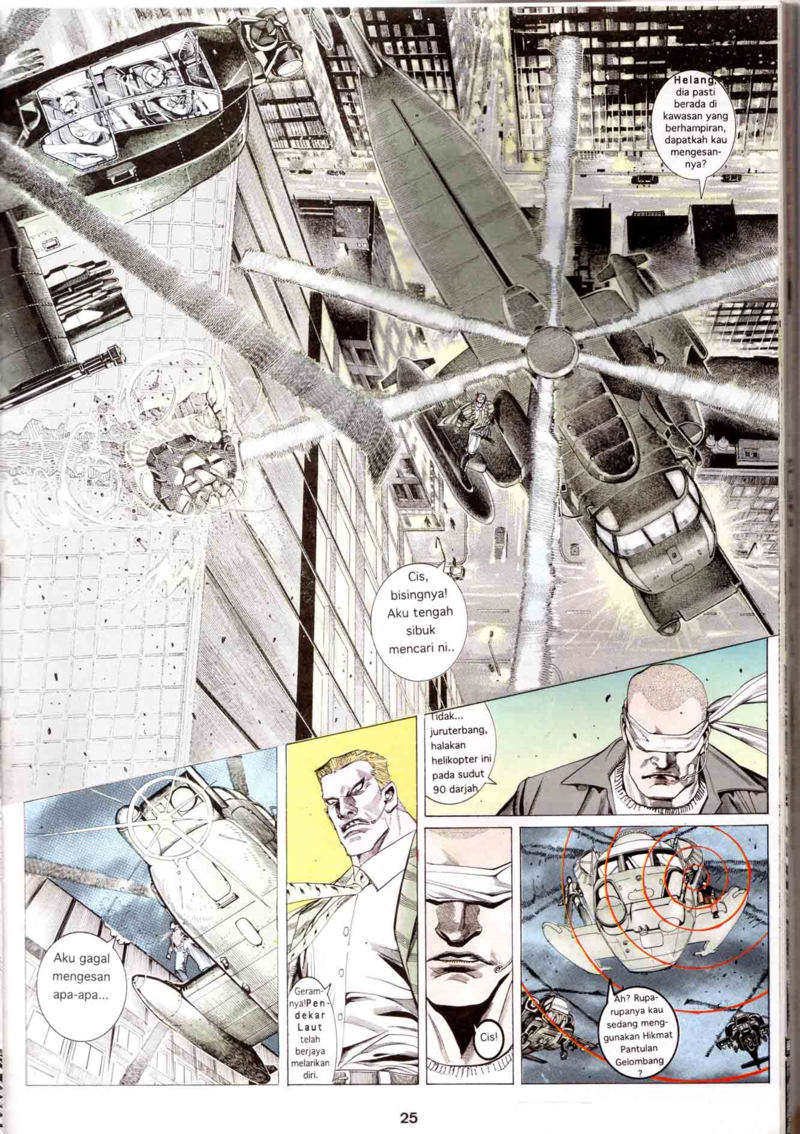 Helang,
dia pasti
berada di
kawasan yang
berhampiran,
dapatkah kau
mengesan-
nya?
Cis,
bisingnya!
Aku tengah
sibuk
mencari ni..
Tidak...
juruterbang,
halakan
helikopter ini
pada sudut
90 darjah,
Aku gagal
mengesan
apa-apa...
Geram-
nya!Pen-
dekar
Laut
telah
berjaya
melarikan
diri.
Cis!
Ah? Rupa-
rupanya kau
sedang meng-
gunakan Hikmat
Pantulan
Gelombang
?
25